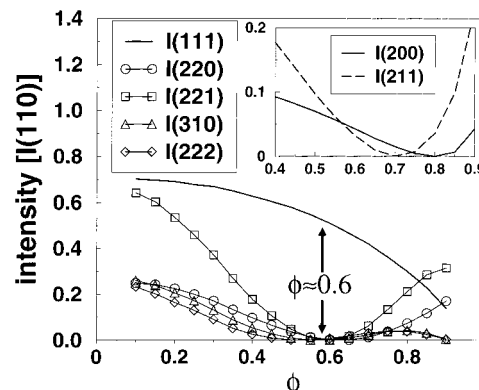 intensity [I(110)]
1.4
1.2
1.0
0.8
0.6
0.4
0.2
0.0
I(111)
I(220)
I(221)
I(310)
I(222)
0.2
0.1
0
0.4 0.5 0.6 0.7 0.8 0.9
I(200)
I(211)
ϕ≈0.6
0 0.2 0.4 0.6 0.8 1
ϕ